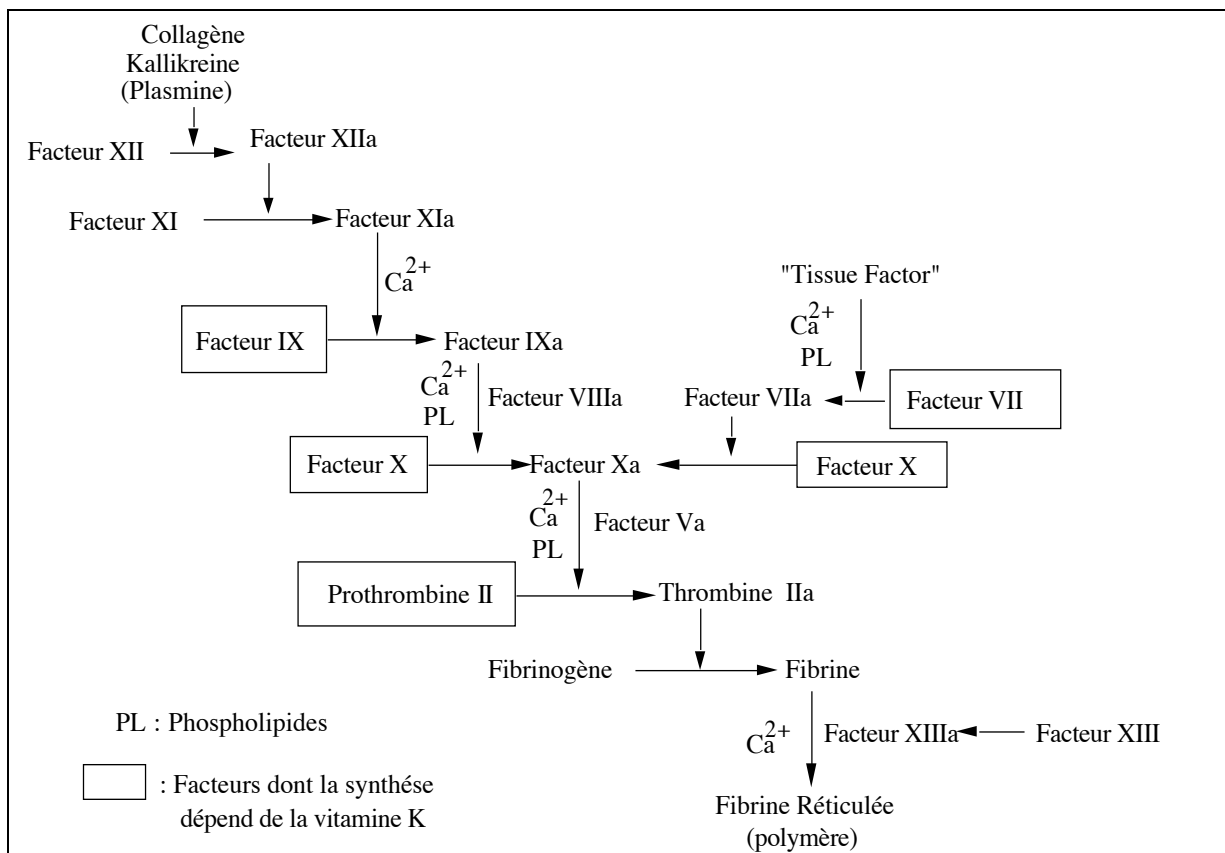 Collagène
Kallikreine
(Plasmine)
Facteur XII
Facteur XIIa
Facteur XI
Facteur XIa
Ca2+
"Tissue Factor"
Ca2+
PL
Facteur IX
Facteur IXa
Ca2+
PL
Facteur VIIIa
Facteur VIIa
Facteur VII
Facteur X
Facteur Xa
Facteur X
Ca2+
PL
Facteur Va
Prothrombine II
Thrombine IIa
Fibrinogène
Fibrine
PL : Phospholipides
Ca2+
Facteur XIIIa
Facteur XIII
: Facteurs dont la synthése
dépend de la vitamine K
Fibrine Réticulée
(polymère)